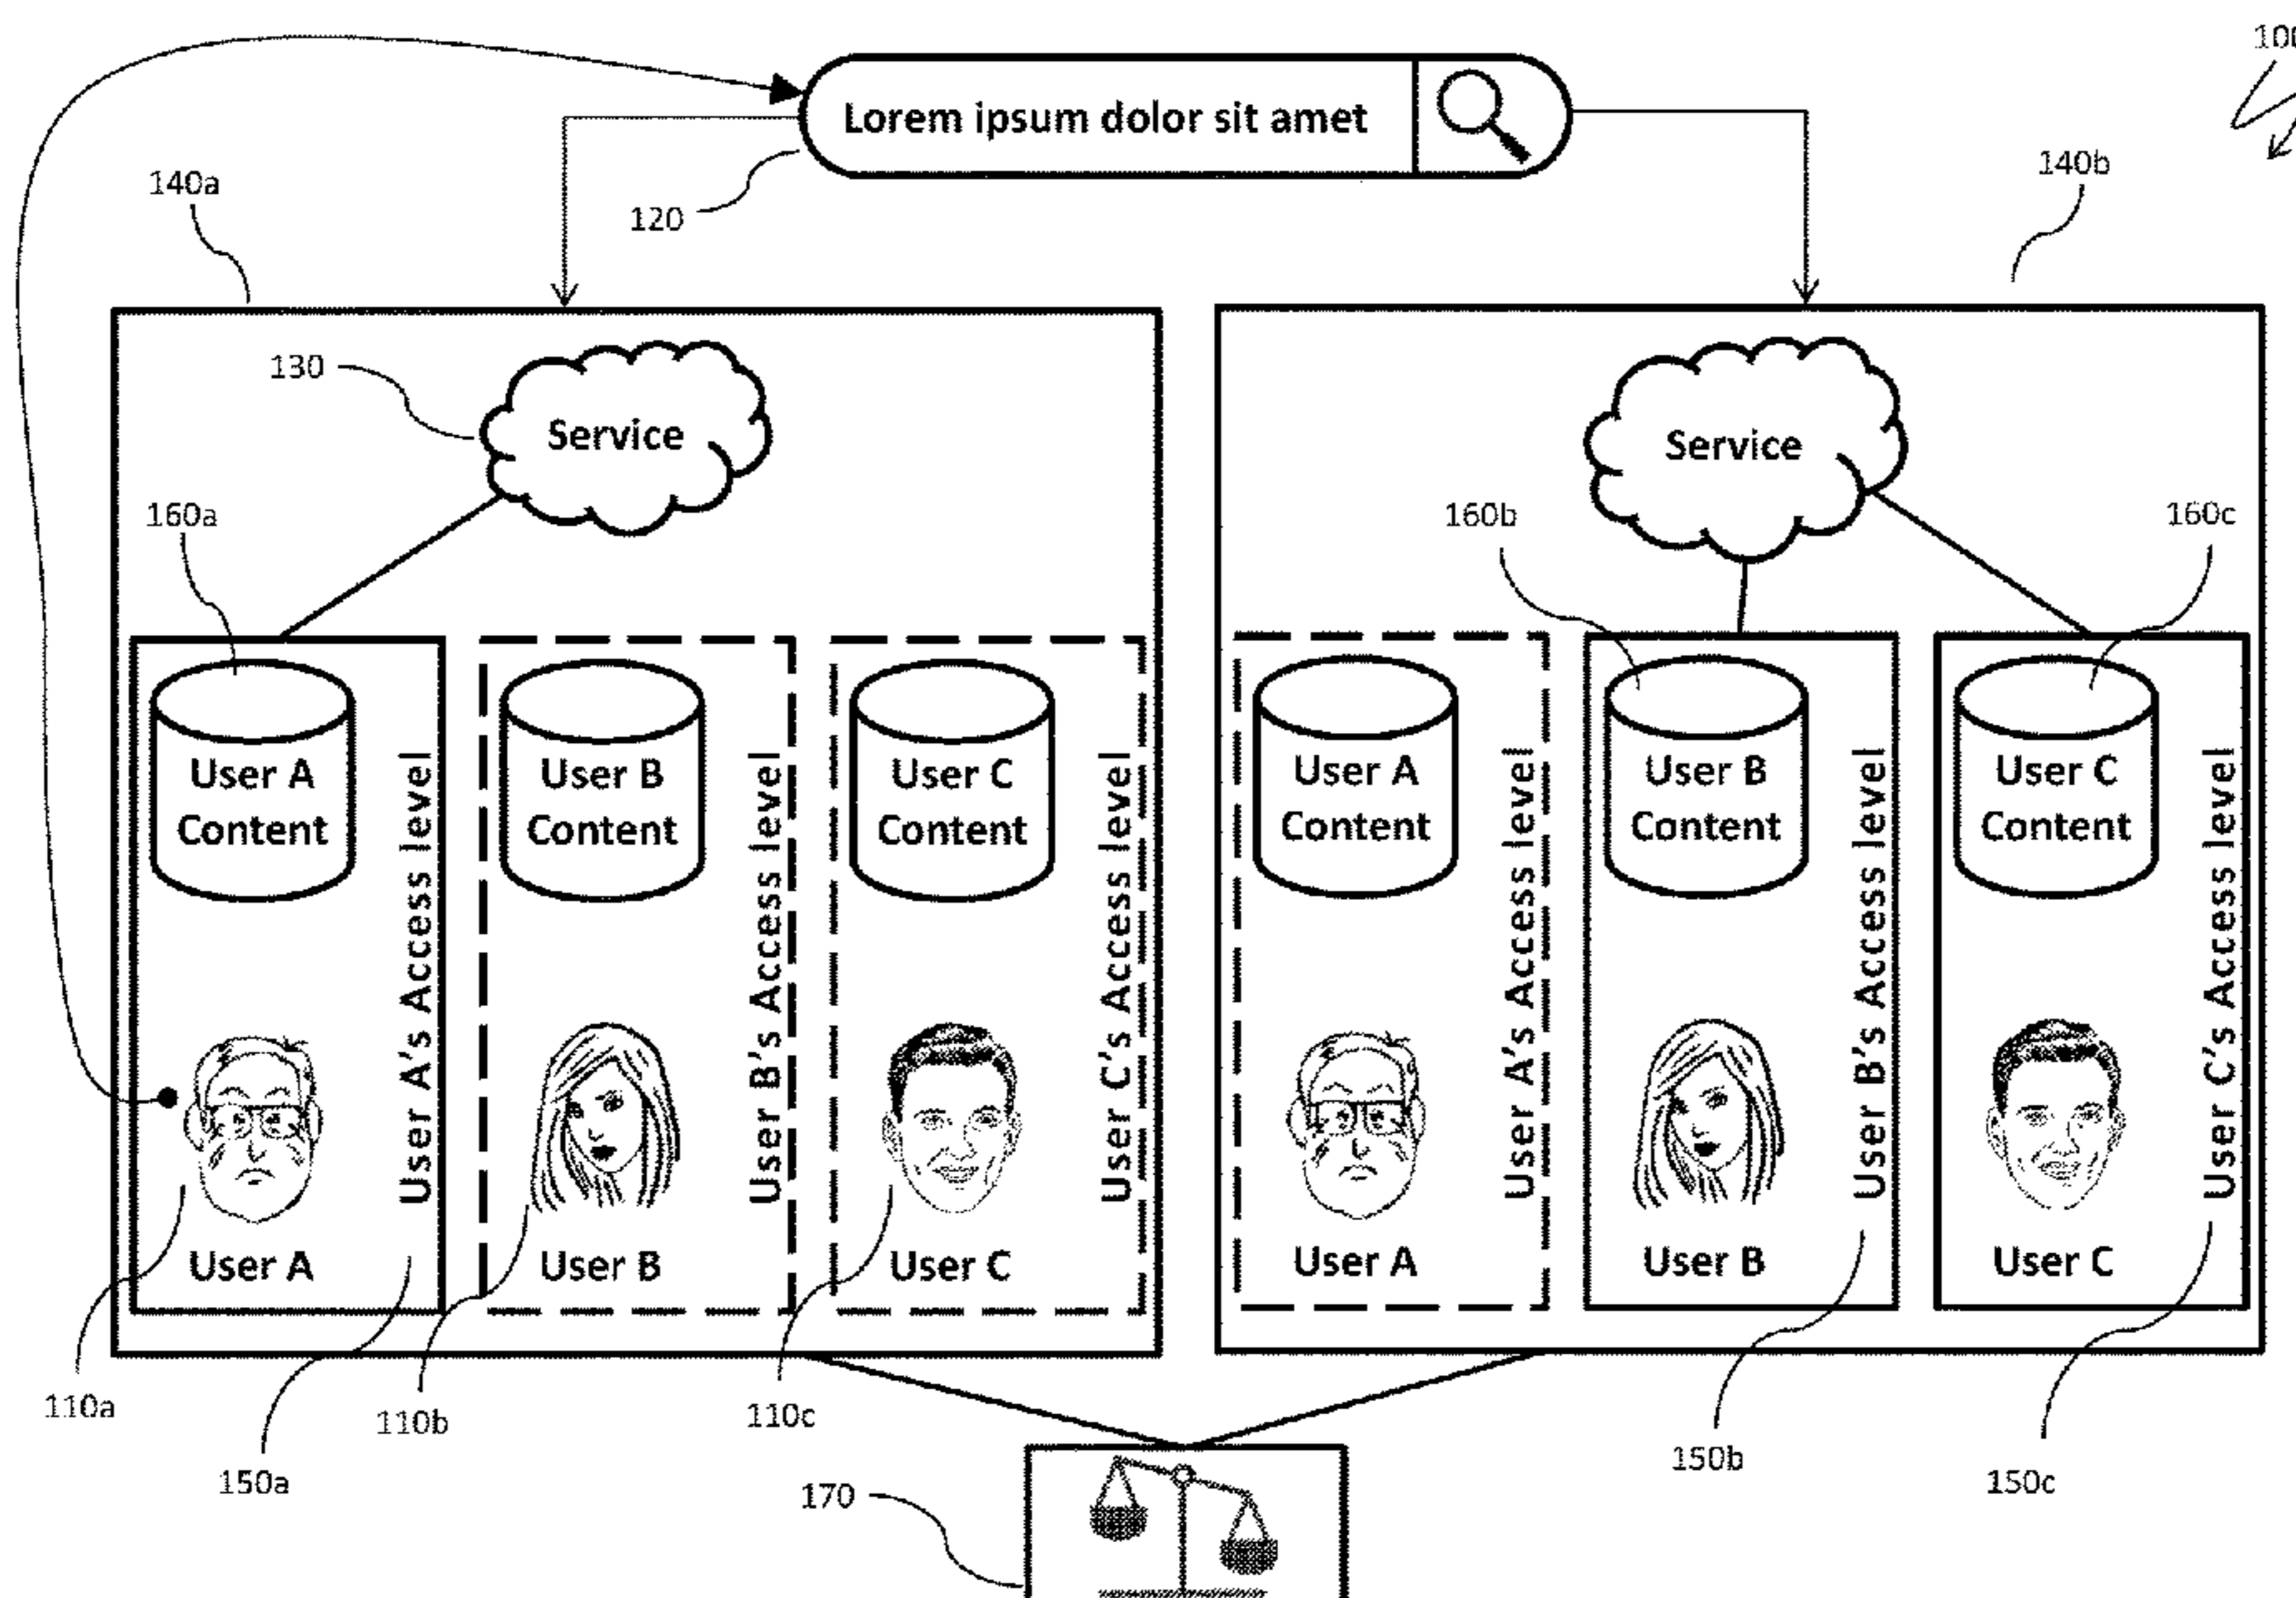 100
Lorem ipsum dolor sit amet
140a
120
140b
130
Service
Service
160a
160b
160c
User A
Content
User A's Access level
User B
Content
User B's Access level
User C
Content
User C's Access level
User A
Content
User A's Access level
User B
Content
User B's Access level
User C
Content
User C's Access level
User A
User B
User C
User A
User B
User C
110a
110b
110c
150a
150b
150c
170